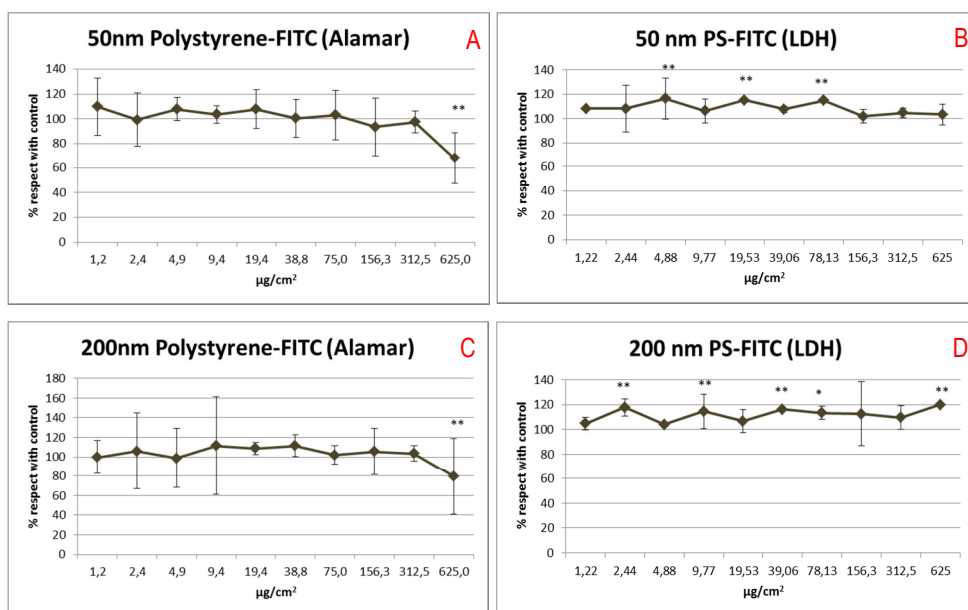 50nm Polystyrene-FITC (Alamar)
A
% respect with control
140
120
100
80
60
40
20
0
**
1,2 2,4 4,9 9,4 19,4 38,8 75,0 156,3 312,5 625,0
µg/cm²
50 nm PS-FITC (LDH)
B
% respect with control
140
120
100
80
60
40
20
0
** ** **
1,22 2,44 4,88 9,77 19,53 39,06 78,13 156,3 312,5 625
µg/cm²
200nm Polystyrene-FITC (Alamar)
C
% respect with control
180
160
140
120
100
80
60
40
20
0
**
1,2 2,4 4,9 9,4 19,4 38,8 75,0 156,3 312,5 625,0
µg/cm²
200 nm PS-FITC (LDH)
D
% respect with control
140
120
100
80
60
40
20
0
** ** ** * **
1,22 2,44 4,88 9,77 19,53 39,06 78,13 156,3 312,5 625
µg/cm²